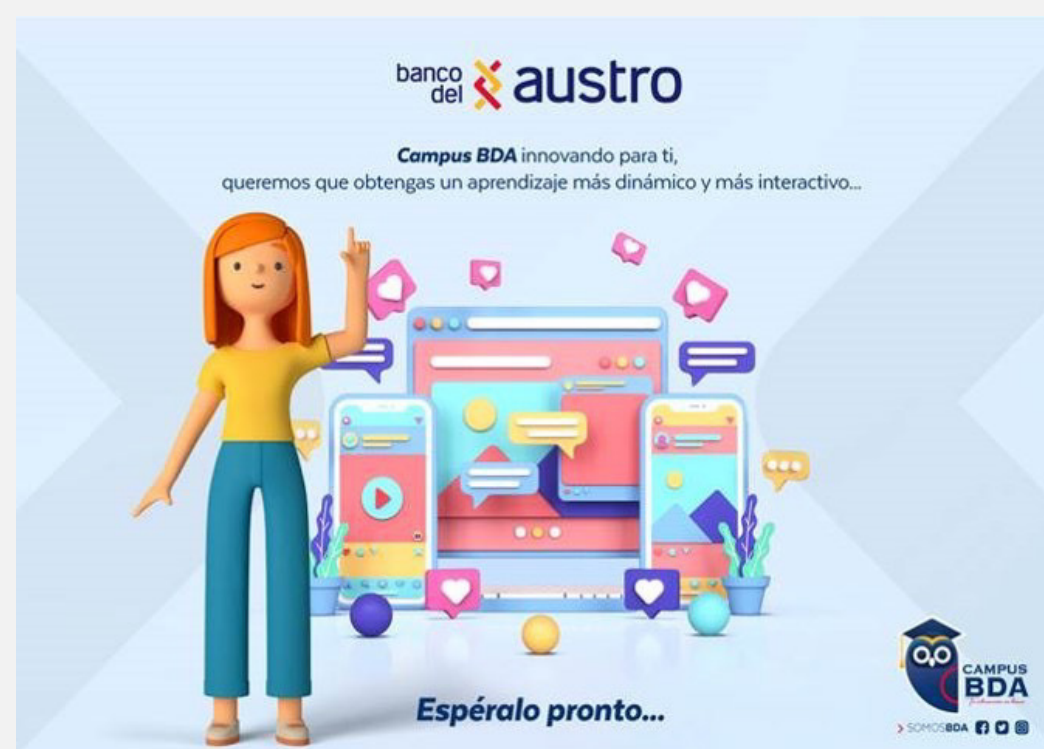 banco del austro
Campus BDA innovando para ti,
queremos que obtengas un aprendizaje más dinámico y más interactivo...
Espéralo pronto...
CAMPUS
BDA
> SOMOSBDA